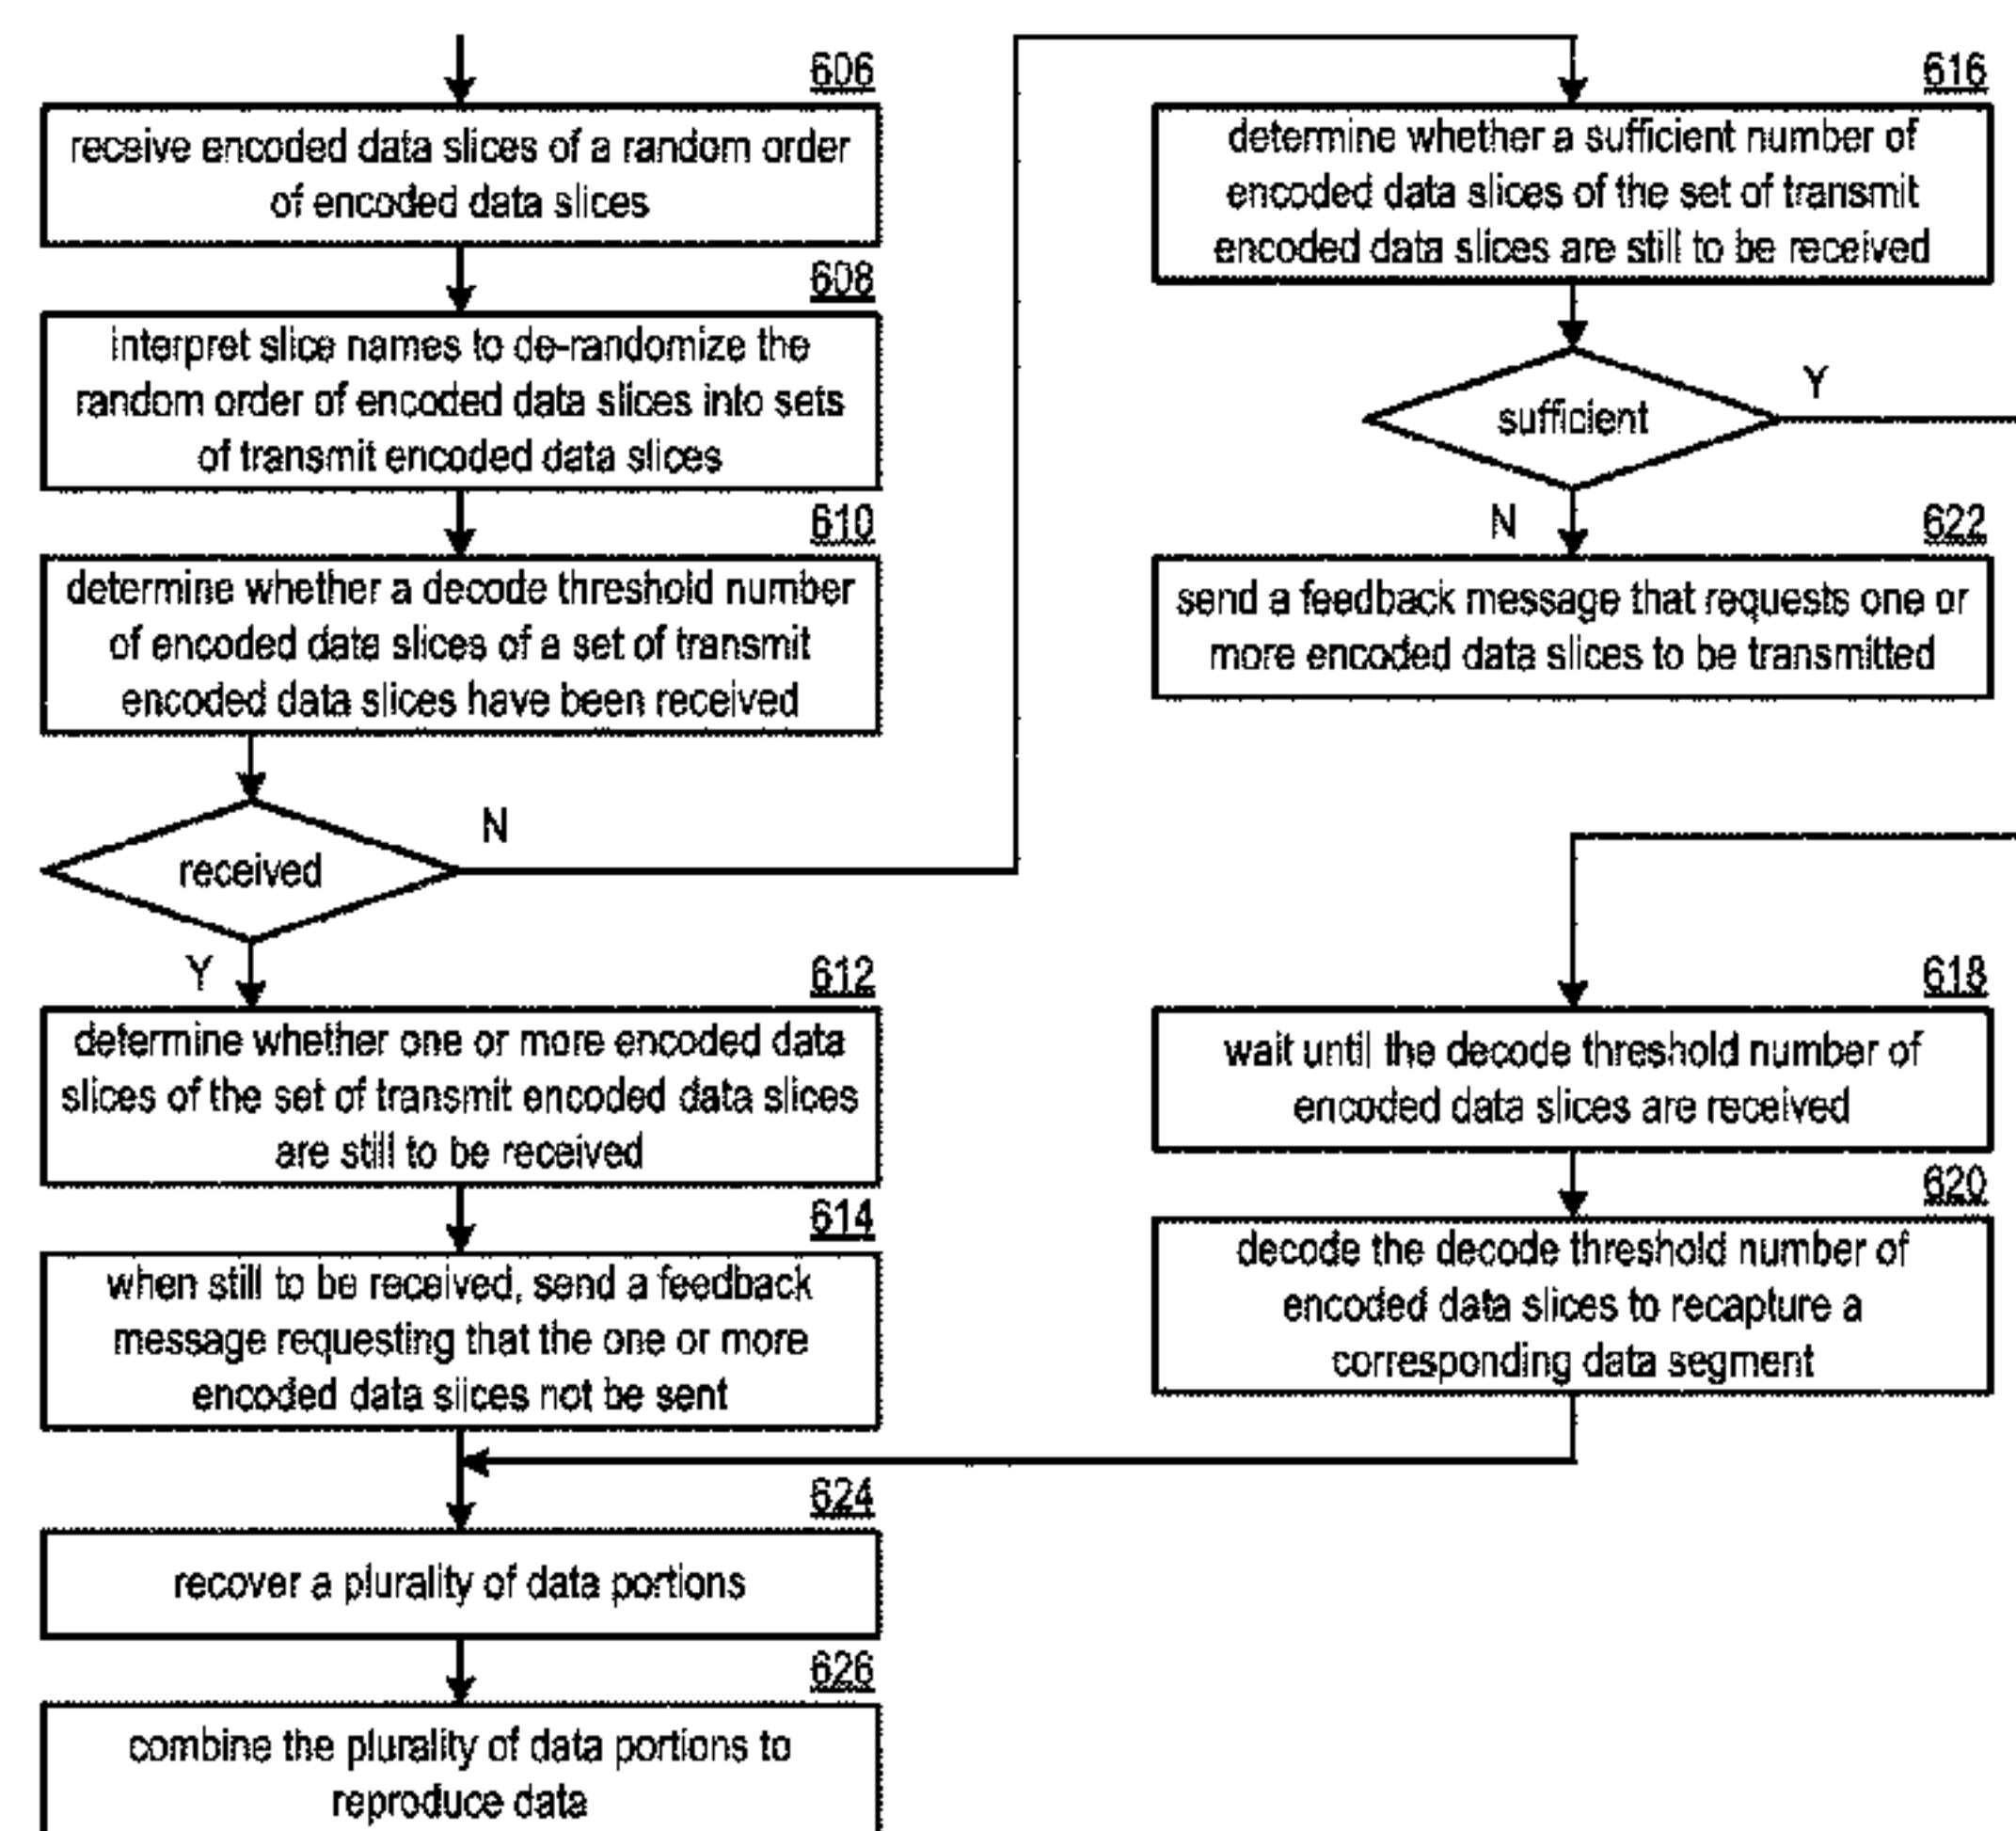 606
receive encoded data slices of a random order
of encoded data slices
608
interpret slice names to de-randomize the
random order of encoded data slices into sets
of transmit encoded data slices
610
determine whether a decode threshold number
of encoded data slices of a set of transmit
encoded data slices have been received
received
N
Y
612
determine whether one or more encoded data
slices of the set of transmit encoded data slices
are still to be received
614
when still to be received, send a feedback
message requesting that the one or more
encoded data slices not be sent
624
recover a plurality of data portions
626
combine the plurality of data portions to
reproduce data
616
determine whether a sufficient number of
encoded data slices of the set of transmit
encoded data slices are still to be received
sufficient
Y
N
622
send a feedback message that requests one or
more encoded data slices to be transmitted
618
wait until the decode threshold number of
encoded data slices are received
620
decode the decode threshold number of
encoded data slices to recapture a
corresponding data segment